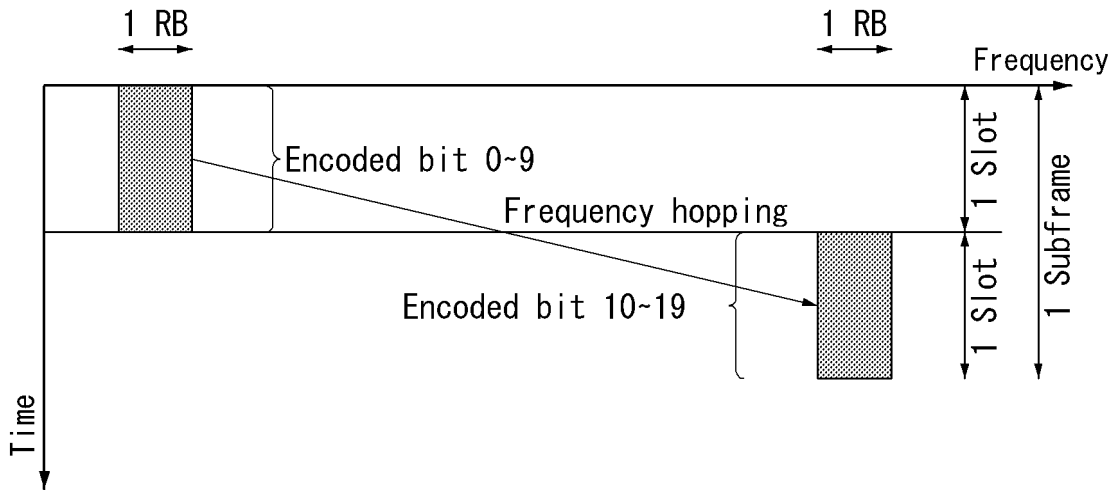 1 RB
1 RB
Frequency
Encoded bit 0~9
1 Slot
Frequency hopping
1 Subframe
Encoded bit 10~19
1 Slot
Time